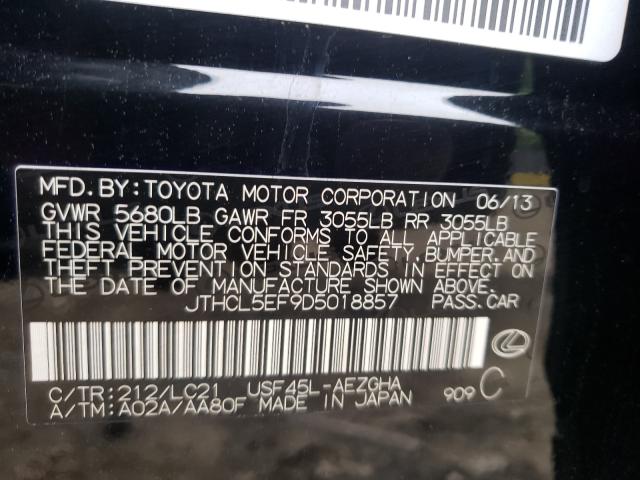 MFD. BY: TOYOTA MOTOR CORPORATION 06/13
GVWR 5680LB GAWR FR 3055LB RR 3055LB
THIS VEHICLE CONFORMS TO ALL APPLICABLE
FEDERAL MOTOR VEHICLE SAFETY, BUMPER, AND
THEFT PREVENTION STANDARDS IN EFFECT ON
THE DATE OF MANUFACTURE SHOWN ABOVE.
JTHCL5EF9D5018857 PASS. CAR
C/TR: 212/LC21 USF45L-AEZGHA
A/TM: A02A/AA80F MADE IN JAPAN 909 C